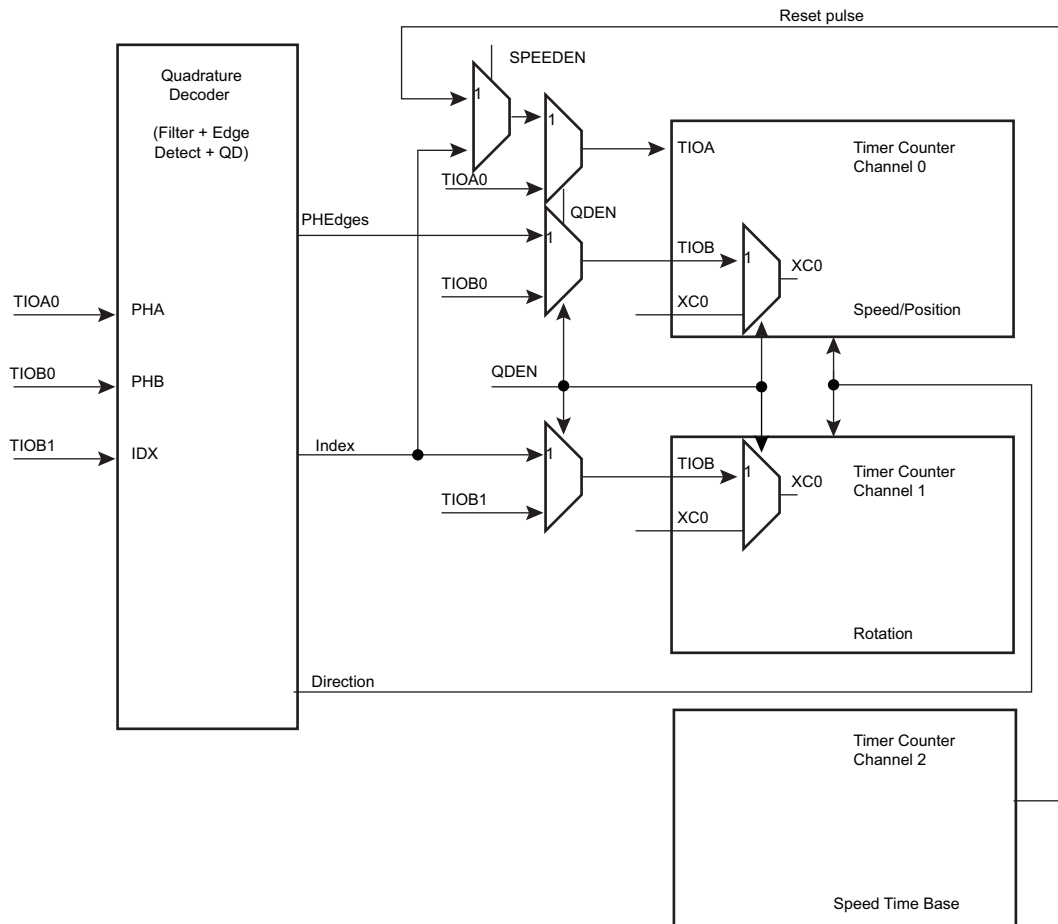 Reset pulse
SPEEDEN
Quadrature
Decoder
(Filter + Edge
Detect + QD)
1
1
TIOA
Timer Counter
Channel 0
TIOA0
QDEN
PHEdges
1
TIOB
1
XC0
TIOB0
XC0
Speed/Position
TIOA0
PHA
QDEN
TIOB0
PHB
TIOB1
IDX
Index
1
TIOB
1
XC0
Timer Counter
Channel 1
TIOB1
XC0
Rotation
Direction
Timer Counter
Channel 2
Speed Time Base